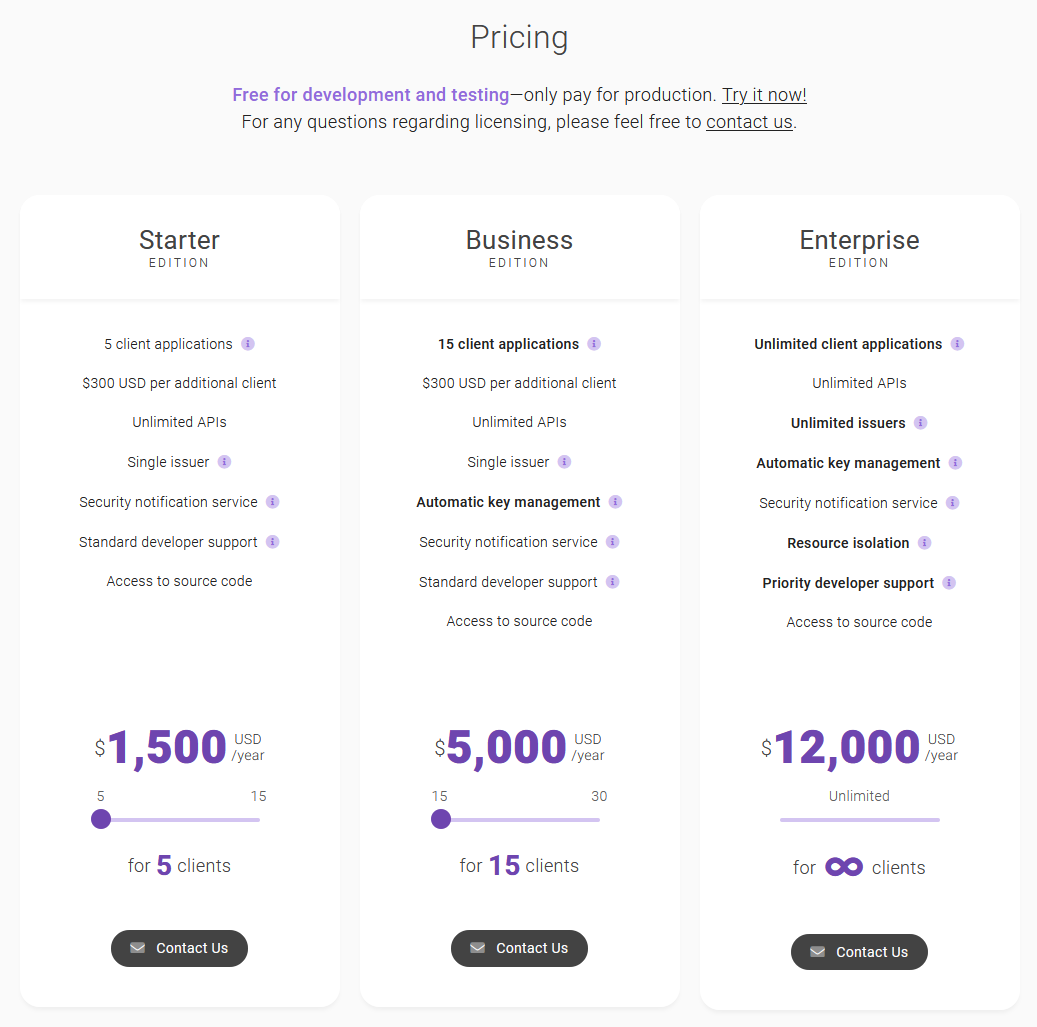 Pricing
Free for development and testing—only pay for production. Try it now!
For any questions regarding licensing, please feel free to contact us.
Starter
EDITION
5 client applications i
$300 USD per additional client
Unlimited APIs
Single issuer i
Security notification service i
Standard developer support i
Access to source code
$1,500 USD
/year
5 15
for 5 clients
Contact Us
Business
EDITION
15 client applications i
$300 USD per additional client
Unlimited APIs
Single issuer i
Automatic key management i
Security notification service i
Standard developer support i
Access to source code
$5,000 USD
/year
15 30
for 15 clients
Contact Us
Enterprise
EDITION
Unlimited client applications i
Unlimited APIs
Unlimited issuers i
Automatic key management i
Security notification service i
Resource isolation i
Priority developer support i
Access to source code
$12,000 USD
/year
Unlimited
for ∞ clients
Contact Us